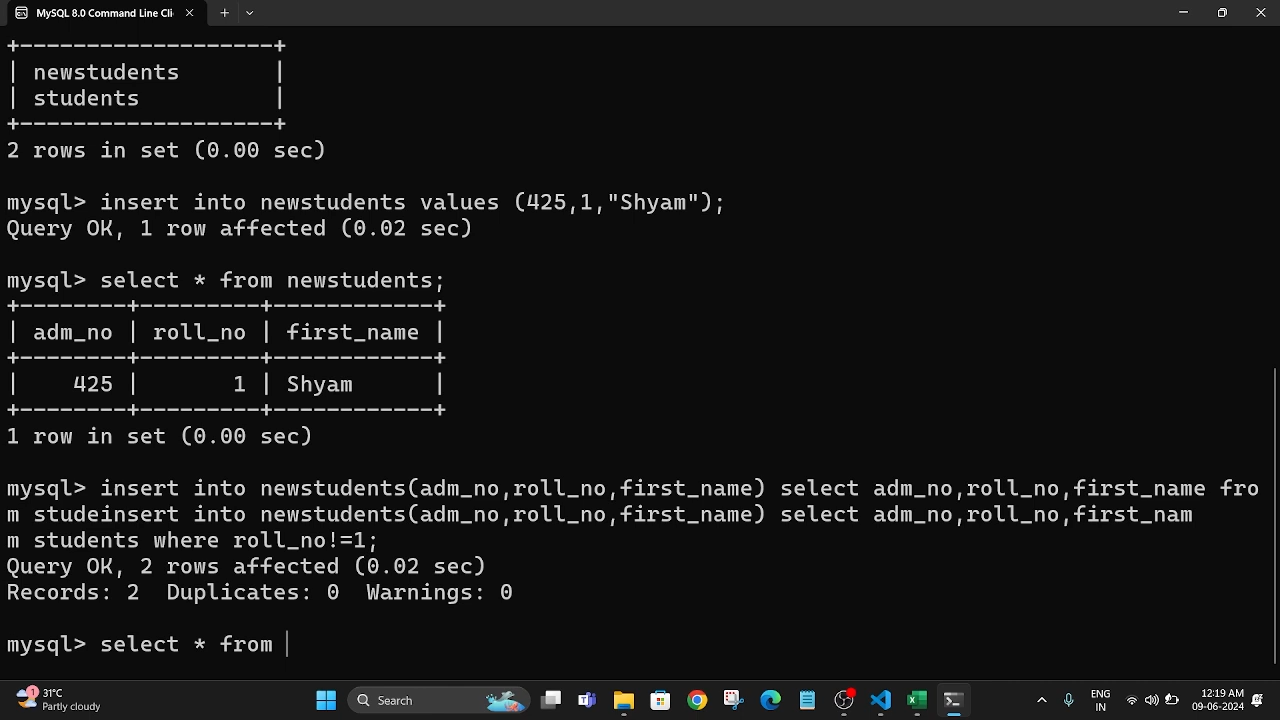 MySQL 8.0 Command Line Cli
+-------------------+
| newstudents |
| students |
+-------------------+
2 rows in set (0.00 sec)
mysql> insert into newstudents values (425,1,"Shyam");
Query OK, 1 row affected (0.02 sec)
mysql> select * from newstudents;
+--------+---------+------------+
| adm_no | roll_no | first_name |
+--------+---------+------------+
| 425 | 1 | Shyam |
+--------+---------+------------+
1 row in set (0.00 sec)
mysql> insert into newstudents(adm_no,roll_no,first_name) select adm_no,roll_no,first_name fro
m studeinsert into newstudents(adm_no,roll_no,first_name) select adm_no,roll_no,first_nam
m students where roll_no!=1;
Query OK, 2 rows affected (0.02 sec)
Records: 2 Duplicates: 0 Warnings: 0
mysql> select * from
1
31°C
Partly cloudy
Search
ENG
IN
12:19 AM
09-06-2024